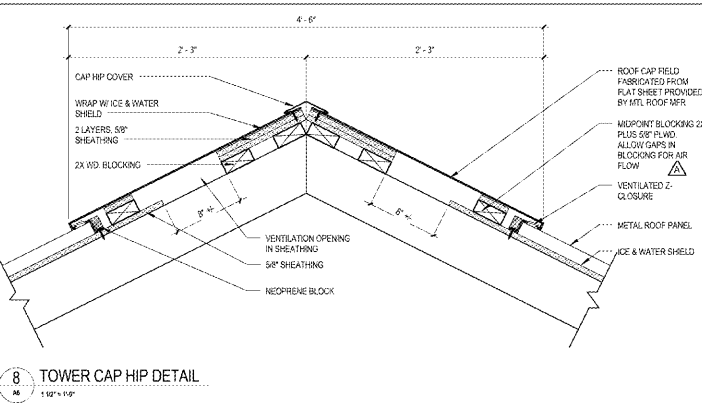 4'-6"
2'-3"
2'-3"
CAP HIP COVER
WRAP W/ ICE & WATER
SHIELD
2 LAYERS, 5/8"
SHEATHING
2X WD. BLOCKING
8" +/-
6" +/-
VENTILATION OPENING
IN SHEATHING
5/8" SHEATHING
NEOPRENE BLOCK
ROOF CAP FIELD
FABRICATED FROM
FLAT SHEET PROVIDED
BY MTL ROOF MFR
MIDPOINT BLOCKING 2X
PLUS 5/8" PLWD.
ALLOW GAPS IN
BLOCKING FOR AIR
FLOW
A
VENTILATED Z-
CLOSURE
METAL ROOF PANEL
ICE & WATER SHIELD
8
A6
TOWER CAP HIP DETAIL
1 1/2" = 1'-0"